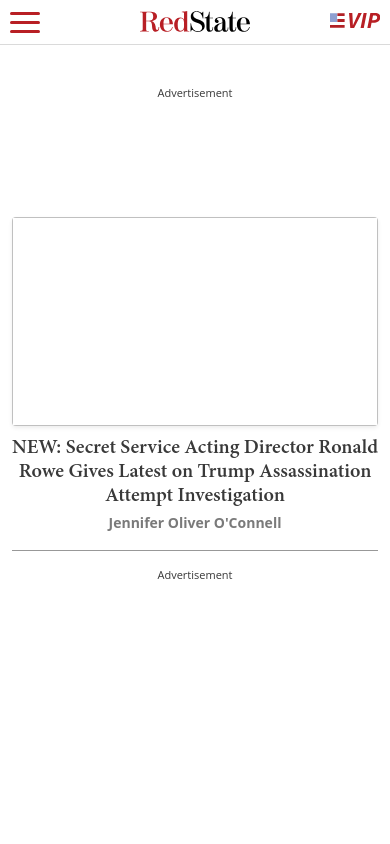 RedState
VIP
Advertisement
NEW: Secret Service Acting Director Ronald
Rowe Gives Latest on Trump Assassination
Attempt Investigation
Jennifer Oliver O'Connell
Advertisement